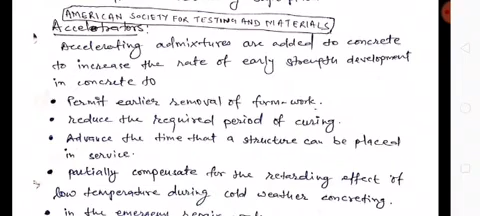 AMERICAN SOCIETY FOR TESTING AND MATERIALS
Accelerators:
Accelerating admixtures are added to concrete
to increase the rate of early strength development
in concrete to
• Permit earlier removal of form-work.
• reduce the required period of curing.
• Advance the time that a structure can be placed
in service.
• partially compensate for the retarding effect of
low temperature during cold weather concreting.
• in the emergency repair